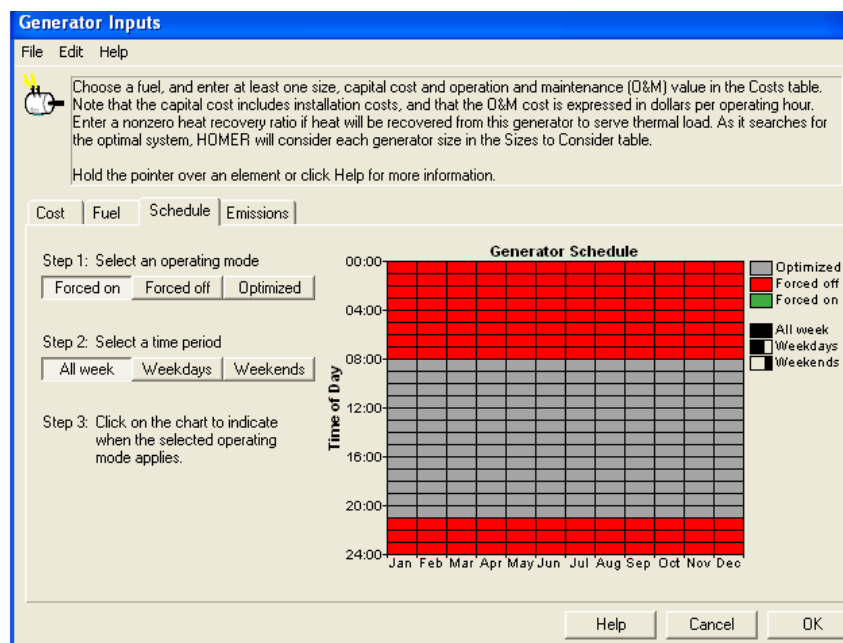 Generator Inputs
File Edit Help
Choose a fuel, and enter at least one size, capital cost and operation and maintenance (O&M) value in the Costs table.
Note that the capital cost includes installation costs, and that the O&M cost is expressed in dollars per operating hour.
Enter a nonzero heat recovery ratio if heat will be recovered from this generator to serve thermal load. As it searches for
the optimal system, HOMER will consider each generator size in the Sizes to Consider table.
Hold the pointer over an element or click Help for more information.
Cost Fuel Schedule Emissions
Step 1: Select an operating mode
Forced on Forced off Optimized
Step 2: Select a time period
All week Weekdays Weekends
Step 3: Click on the chart to indicate
when the selected operating
mode applies.
Generator Schedule
Time of Day
00:00
04:00
08:00
12:00
16:00
20:00
24:00
Jan Feb Mar Apr May Jun Jul Aug Sep Oct Nov Dec
Optimized
Forced off
Forced on
All week
Weekdays
Weekends
Help Cancel OK